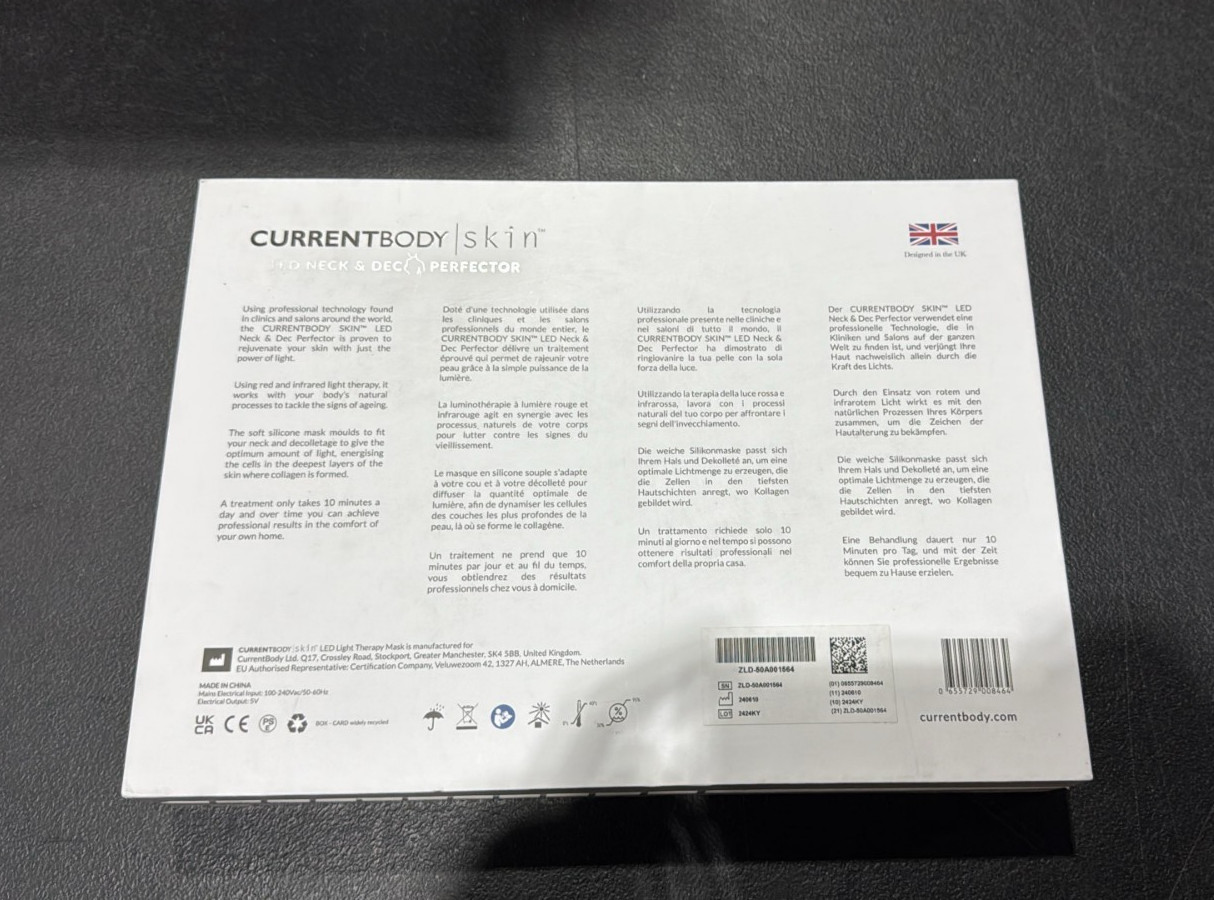 CURRENTBODY|skin™
LED NECK & DEC PERFECTOR
Designed in the UK
Using professional technology found
in clinics and salons around the world,
the CURRENTBODY SKIN™ LED
Neck & Dec Perfector is proven to
rejuvenate your skin with just the
power of light.
Using red and infrared light therapy, it
works with your body's natural
processes to tackle the signs of ageing.
The soft silicone mask moulds to fit
your neck and decolletage to give the
optimum amount of light, energising
the cells in the deepest layers of the
skin where collagen is formed.
A treatment only takes 10 minutes a
day and over time you can achieve
professional results in the comfort of
your own home.
Doté d'une technologie utilisée dans
les cliniques et les salons
professionnels du monde entier, le
CURRENTBODY SKIN™ LED Neck &
Dec Perfector délivre un traitement
éprouvé qui permet de rajeunir votre
peau grâce à la simple puissance de la
lumière.
La luminothérapie à lumière rouge et
infrarouge agit en synergie avec les
processus, naturels de votre corps
pour lutter contre les signes du
vieillissement.
Le masque en silicone souple s'adapte
à votre cou et à votre décolleté pour
diffuser la quantité optimale de
lumière, afin de dynamiser les cellules
des couches les plus profondes de la
peau, là où se forme le collagène.
Un traitement ne prend que 10
minutes par jour et au fil du temps,
vous obtiendrez des résultats
professionnels chez vous à domicile.
Utilizzando la tecnologia
professionale presente nelle cliniche e
nei saloni di tutto il mondo, il
CURRENTBODY SKIN™ LED Neck &
Dec Perfector ha dimostrato di
ringiovanire la tua pelle con la sola
forza della luce.
Utilizzando la terapia della luce rossa e
infrarossa, lavora con i processi
naturali del tuo corpo per affrontare i
segni dell'invecchiamento.
Die weiche Silikonmaske passt sich
Ihrem Hals und Dekolleté an, um eine
optimale Lichtmenge zu erzeugen, die
die Zellen in den tiefsten
Hautschichten anregt, wo Kollagen
gebildet wird.
Un trattamento richiede solo 10
minuti al giorno e nel tempo si possono
ottenere risultati professionali nel
comfort della propria casa.
Der CURRENTBODY SKIN™ LED
Neck & Dec Perfector verwendet eine
professionelle Technologie, die in
Kliniken und Salons auf der ganzen
Welt zu finden ist, und verjüngt Ihre
Haut nachweislich allein durch die
Kraft des Lichts.
Durch den Einsatz von rotem und
infrarotem Licht wirkt es mit den
natürlichen Prozessen Ihres Körpers
zusammen, um die Zeichen der
Hautalterung zu bekämpfen.
Die weiche Silikonmaske passt sich
Ihrem Hals und Dekolleté an, um eine
optimale Lichtmenge zu erzeugen, die
die Zellen in den tiefsten
Hautschichten anregt, wo Kollagen
gebildet wird.
Eine Behandlung dauert nur 10
Minuten pro Tag, und mit der Zeit
können Sie professionelle Ergebnisse
bequem zu Hause erzielen.
CURRENTBODY|skin™ LED Light Therapy Mask is manufactured for
CurrentBody Ltd. Q17, Crossley Road, Stockport, Greater Manchester, SK4 5BB, United Kingdom.
EU Authorised Representative: Certification Company, Veluwezoom 42, 1327 AH, ALMERE, The Netherlands
MADE IN CHINA
Mains Electrical Input: 100-240Vac/50-60Hz
Electrical Output: 5V
UK
CA
CE
PS
E
BOX - CARD widely recycled
%
ZLD-50A001564
SN ZLD-50A001564
240610
LOT 2424KY
(01) 0655729008464
(11) 240610
(10) 2424KY
(21) ZLD-50A001564
0 655729 008464
currentbody.com